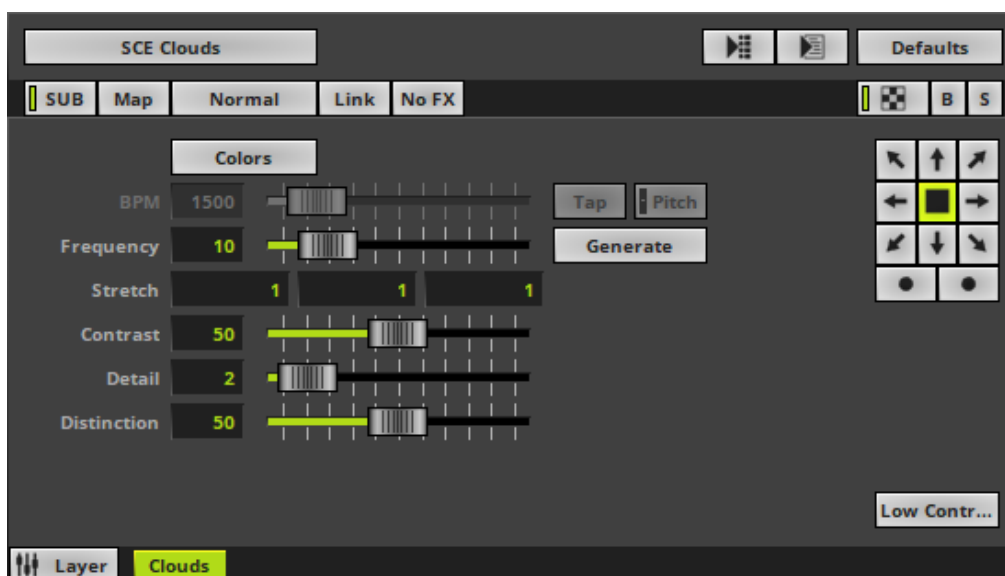 SCE Clouds Defaults
SUB Map Normal Link No FX B S
Colors
BPM 1500 Tap Pitch
Frequency 10 Generate
Stretch 1 1 1
Contrast 50
Detail 2
Distinction 50
Low Contr...
Layer Clouds